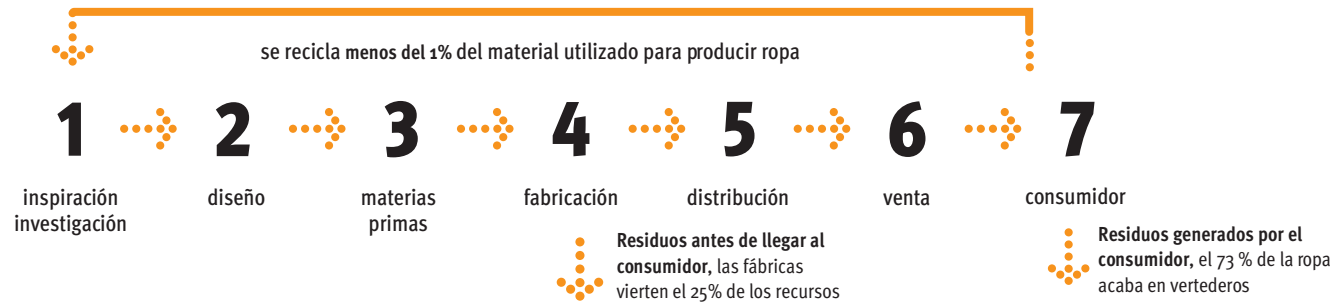 se recicla menos del 1% del material utilizado para producir ropa
1 2 3 4 5 6 7
inspiración
investigación
diseño
materias
primas
fabricación
distribución
venta
consumidor
Residuos antes de llegar al
consumidor, las fábricas
vierten el 25% de los recursos
Residuos generados por el
consumidor, el 73 % de la ropa
acaba en vertederos